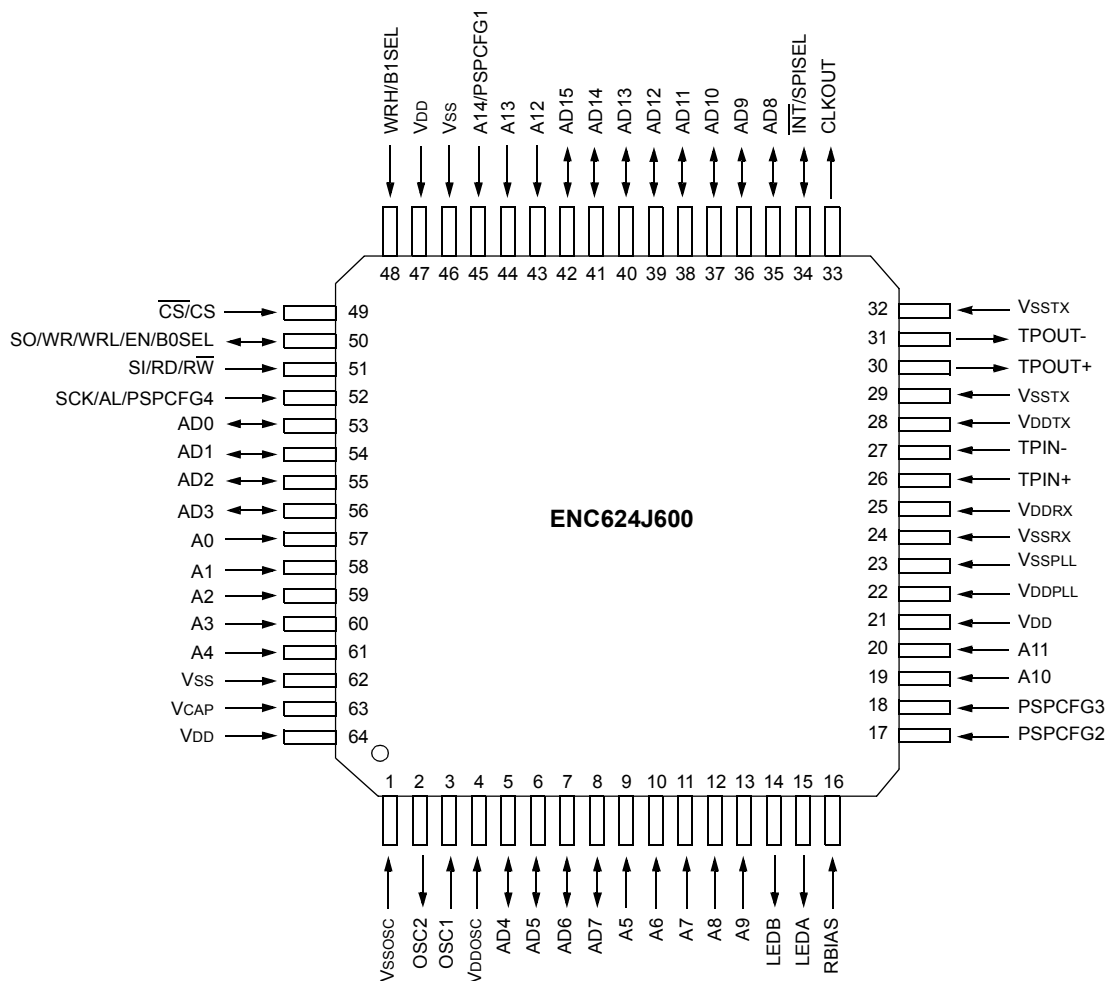 WRH/B1SEL
VDD
VSS
A14/PSPCFG1
A13
A12
AD15
AD14
AD13
AD12
AD11
AD10
AD9
AD8
INT/SPISEL
CLKOUT
48 47 46 45 44 43 42 41 40 39 38 37 36 35 34 33
CS/CS 49
SO/WR/WRL/EN/B0SEL 50
SI/RD/RW 51
SCK/AL/PSPCFG4 52
AD0 53
AD1 54
AD2 55
AD3 56
A0 57
A1 58
A2 59
A3 60
A4 61
VSS 62
VCAP 63
VDD 64
ENC624J600
32 VSSTX
31 TPOUT-
30 TPOUT+
29 VSSTX
28 VDDTX
27 TPIN-
26 TPIN+
25 VDDRX
24 VSSRX
23 VSSPLL
22 VDDPLL
21 VDD
20 A11
19 A10
18 PSPCFG3
17 PSPCFG2
1 2 3 4 5 6 7 8 9 10 11 12 13 14 15 16
VSSOSC
OSC2
OSC1
VDDOSC
AD4
AD5
AD6
AD7
A5
A6
A7
A8
A9
LEDB
LEDA
RBIAS